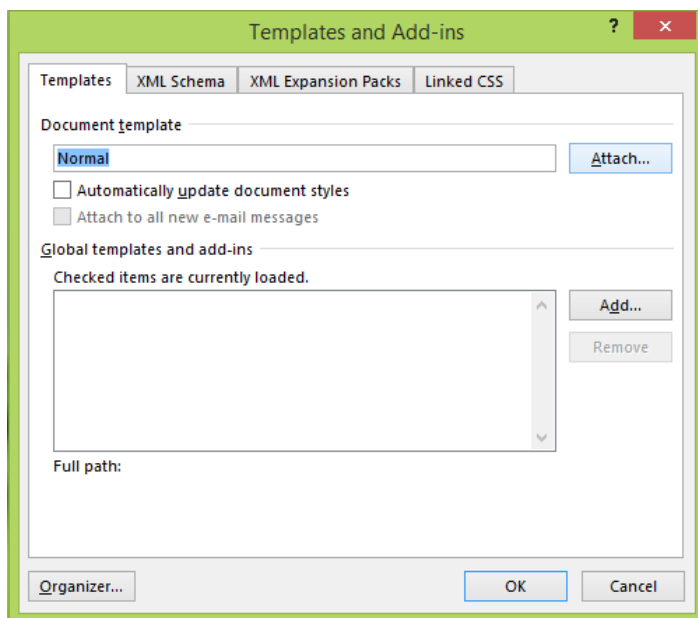 Templates and Add-ins ? ×
Templates XML Schema XML Expansion Packs Linked CSS
Document template
Normal Attach...
Automatically update document styles
Attach to all new e-mail messages
Global templates and add-ins
Checked items are currently loaded.
Add...
Remove
Full path:
Organizer... OK Cancel